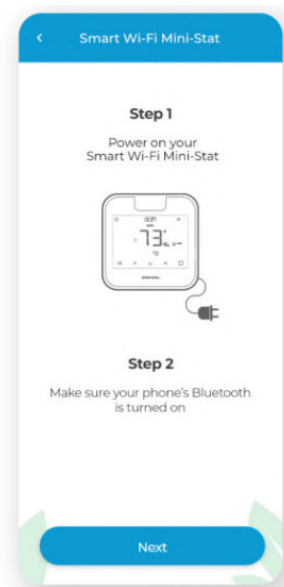 Smart Wi-Fi Mini-Stat
Step 1
Power on your
Smart Wi-Fi Mini-Stat
73°
Step 2
Make sure your phone's Bluetooth
is turned on
Next